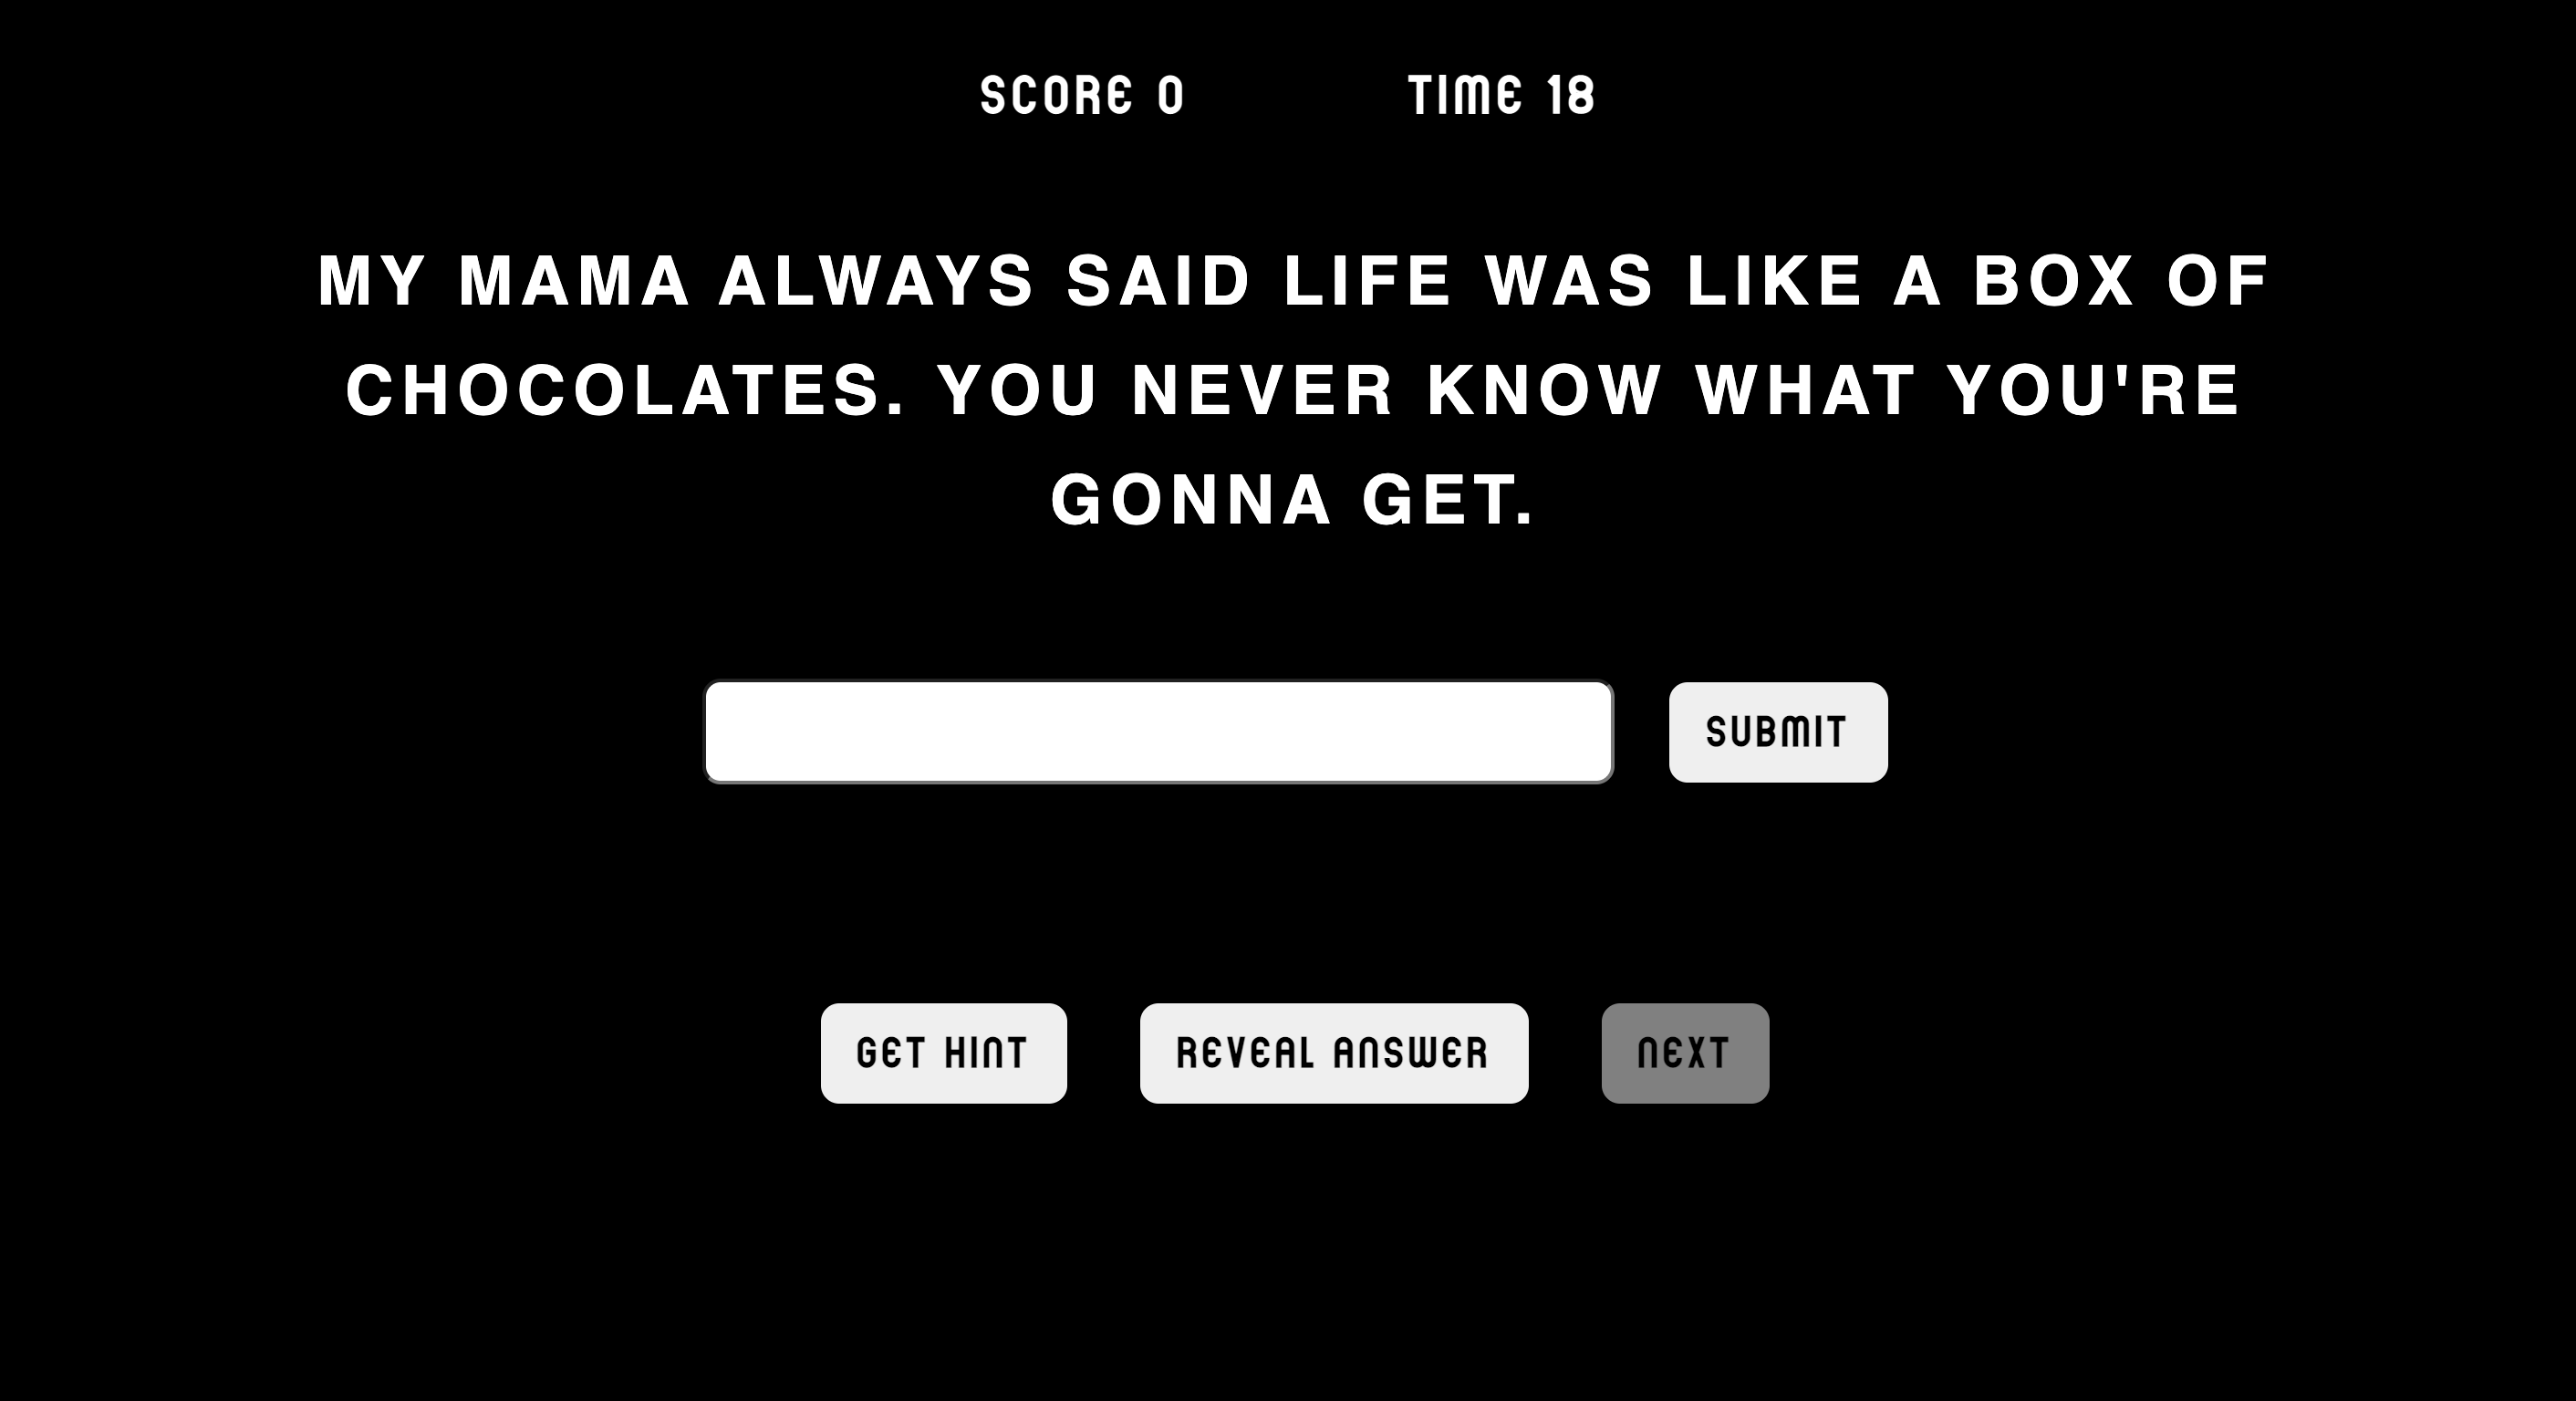 SCORE 0 TIME 18
MY MAMA ALWAYS SAID LIFE WAS LIKE A BOX OF
CHOCOLATES. YOU NEVER KNOW WHAT YOU'RE
GONNA GET.
SUBMIT
GET HINT REVEAL ANSWER NEXT